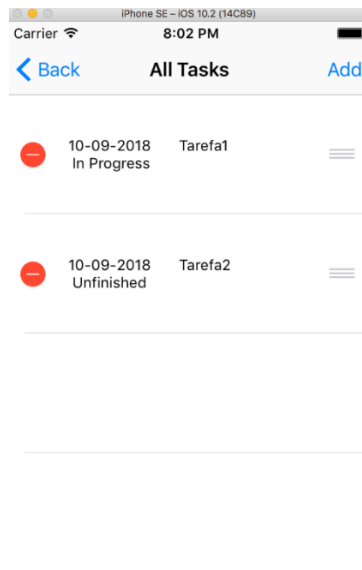 iPhone SE – iOS 10.2 (14C89)
Carrier 8:02 PM
Back All Tasks Add
10-09-2018 Tarefa1
In Progress
10-09-2018 Tarefa2
Unfinished